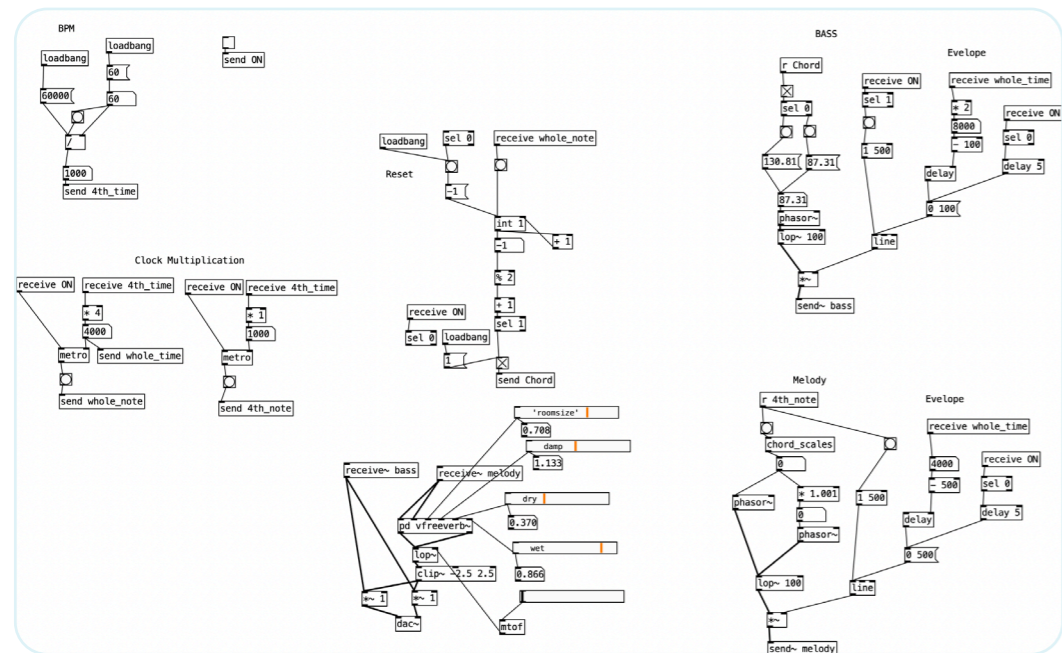 BPM
loadbang
loadbang
60
60000
60
/
1000
send 4th_time
send ON
Clock Multiplication
receive ON
receive 4th_time
* 4
4000
metro
send whole_time
send whole_note
receive ON
receive 4th_time
* 1
1000
metro
send 4th_note
loadbang
sel 0
receive whole_note
Reset
-1
int 1
+ 1
-1
% 2
+ 1
sel 1
receive ON
sel 0
loadbang
1
send Chord
'roomsize'
0.708
damp
1.133
receive~ bass
receive~ melody
dry
0.370
pd vfreeverb~
wet
0.866
lop~
clip~ -2.5 2.5
*~ 1
*~ 1
dac~
mtof
BASS
r Chord
sel 0
130.81
87.31
87.31
phasor~
lop~ 100
*~
send~ bass
receive ON
sel 1
1 500
line
Evelope
receive whole_time
* 2
8000
- 100
delay
receive ON
sel 0
delay 5
0 100
Melody
r 4th_note
chord_scales
0
phasor~
* 1.001
0
phasor~
lop~ 100
*~
send~ melody
1 500
line
Evelope
receive whole_time
4000
- 500
delay
receive ON
sel 0
delay 5
0 500